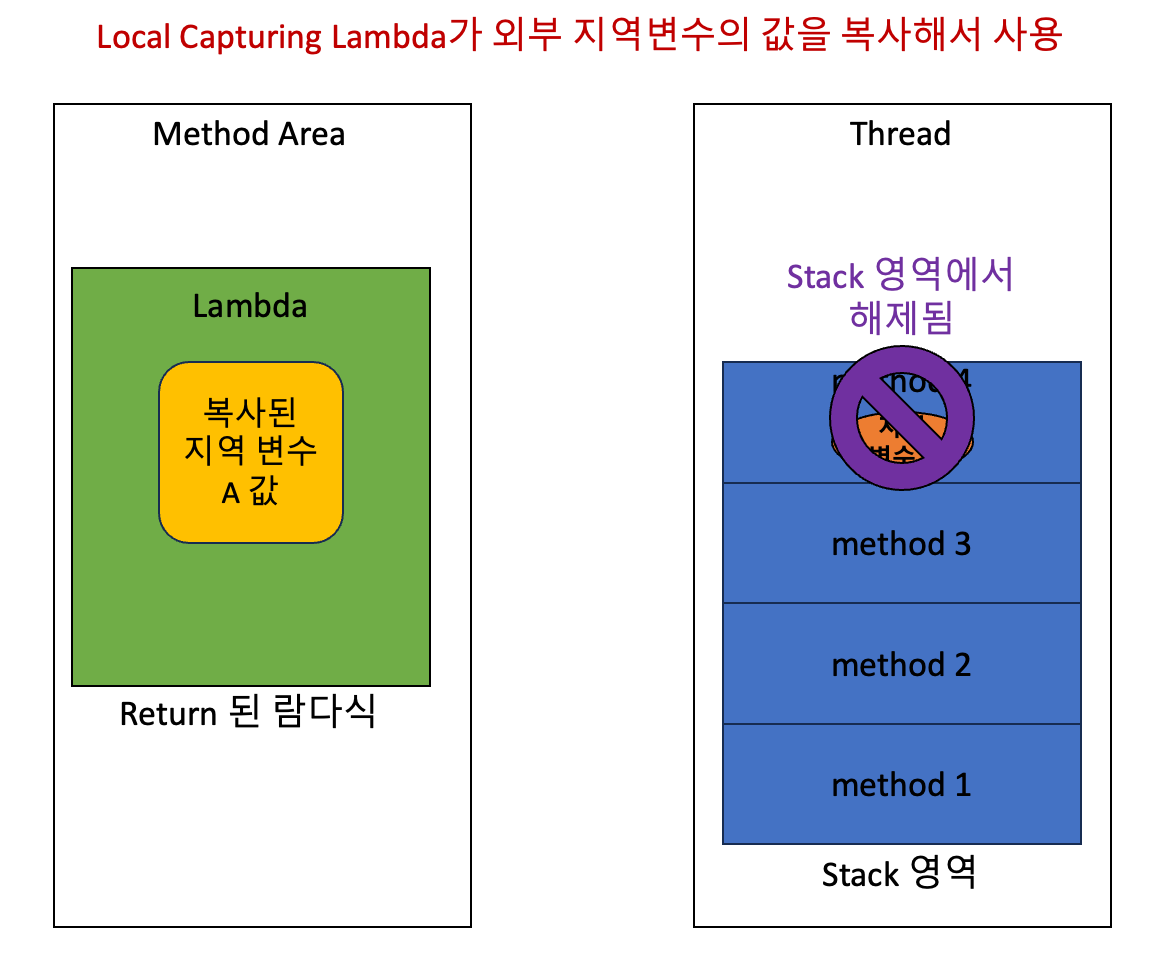 Local Capturing Lambda가 외부 지역변수의 값을 복사해서 사용
Method Area
Lambda
복사된
지역 변수
A 값
Return 된 람다식
Thread
Stack 영역에서
해제됨
4
변수
method 3
method 2
method 1
Stack 영역